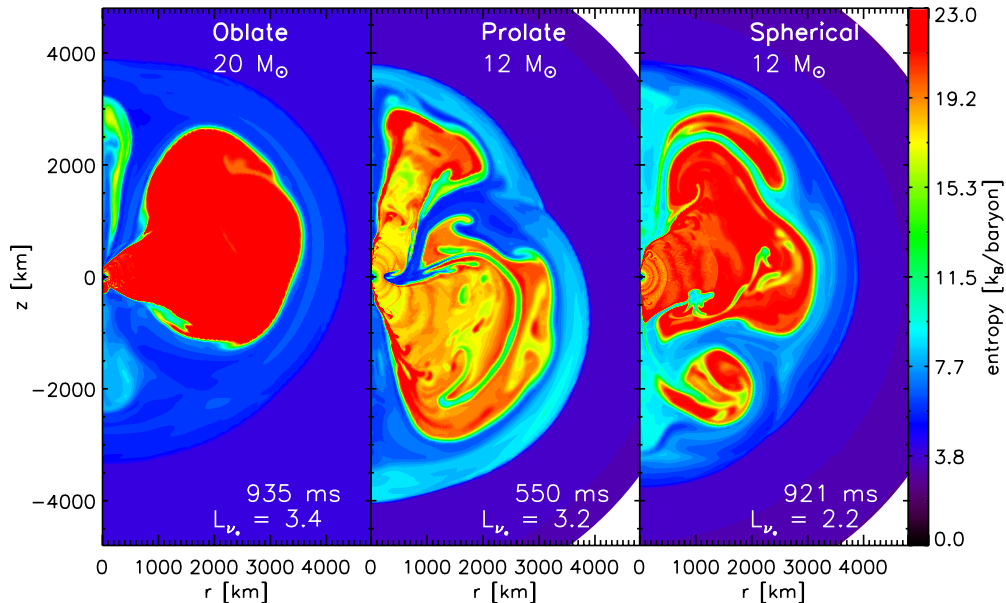 Oblate
20 M⊙
Prolate
12 M⊙
Spherical
12 M⊙
935 ms
L_νe = 3.4
550 ms
L_νe = 3.2
921 ms
L_νe = 2.2
4000
2000
0
−2000
−4000
z [km]
0 1000 2000 3000 4000
0 1000 2000 3000 4000
0 1000 2000 3000 4000
r [km]
r [km]
r [km]
23.0
19.2
15.3
11.5
7.7
3.8
0.0
entropy [k_B/baryon]